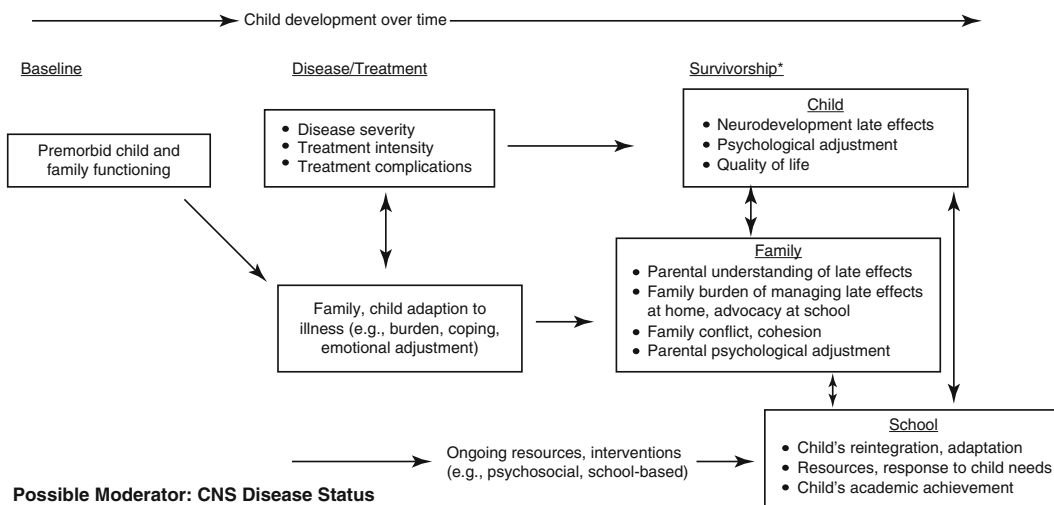 Child development over time
Baseline
Disease/Treatment
Survivorship*
Premorbid child and
family functioning
• Disease severity
• Treatment intensity
• Treatment complications
Child
• Neurodevelopment late effects
• Psychological adjustment
• Quality of life
Family, child adaption to
illness (e.g., burden, coping,
emotional adjustment)
Family
• Parental understanding of late effects
• Family burden of managing late effects
at home, advocacy at school
• Family conflict, cohesion
• Parental psychological adjustment
Ongoing resources, interventions
(e.g., psychosocial, school-based)
School
• Child's reintegration, adaptation
• Resources, response to child needs
• Child's academic achievement
Possible Moderator: CNS Disease Status